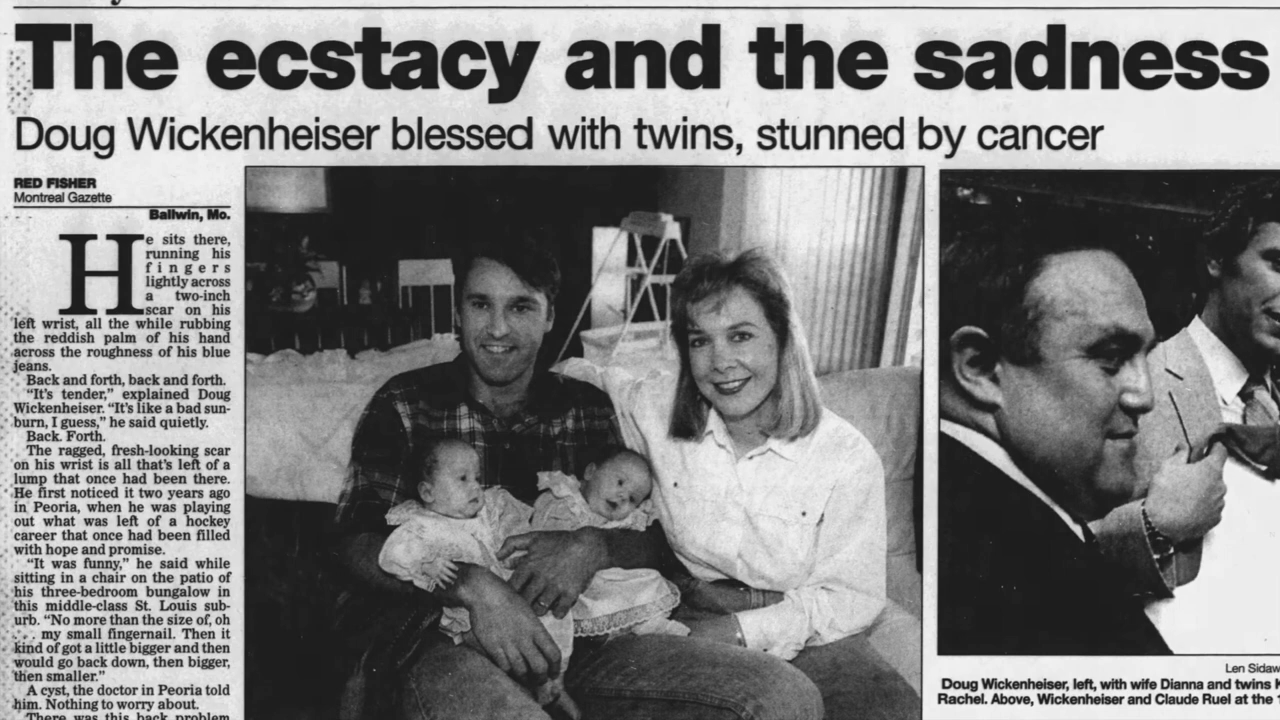 The ecstacy and the sadness
Doug Wickenheiser blessed with twins, stunned by cancer
RED FISHER
Montreal Gazette
Ballwin, Mo.
He sits there,
running his
fingers
lightly across
a two-inch
scar on his
left wrist, all the while rubbing
the reddish palm of his hand
across the roughness of his blue
jeans.
Back and forth, back and forth.
“It's tender,” explained Doug
Wickenheiser. “It's like a bad sun-
burn, I guess,” he said quietly.
Back. Forth.
The ragged, fresh-looking scar
on his wrist is all that's left of a
lump that once had been there.
He first noticed it two years ago
in Peoria, when he was playing
out what was left of a hockey
career that once had been filled
with hope and promise.
“It was funny,” he said while
sitting in a chair on the patio of
his three-bedroom bungalow in
this middle-class St. Louis sub-
urb. “No more than the size of, oh
. . . my small fingernail. Then it
kind of got a little bigger and then
would go back down, then bigger,
then smaller.”
A cyst, the doctor in Peoria told
him. Nothing to worry about.
There was this back problem
Len Sidaw
Doug Wickenheiser, left, with wife Dianna and twins K
Rachel. Above, Wickenheiser and Claude Ruel at the 1